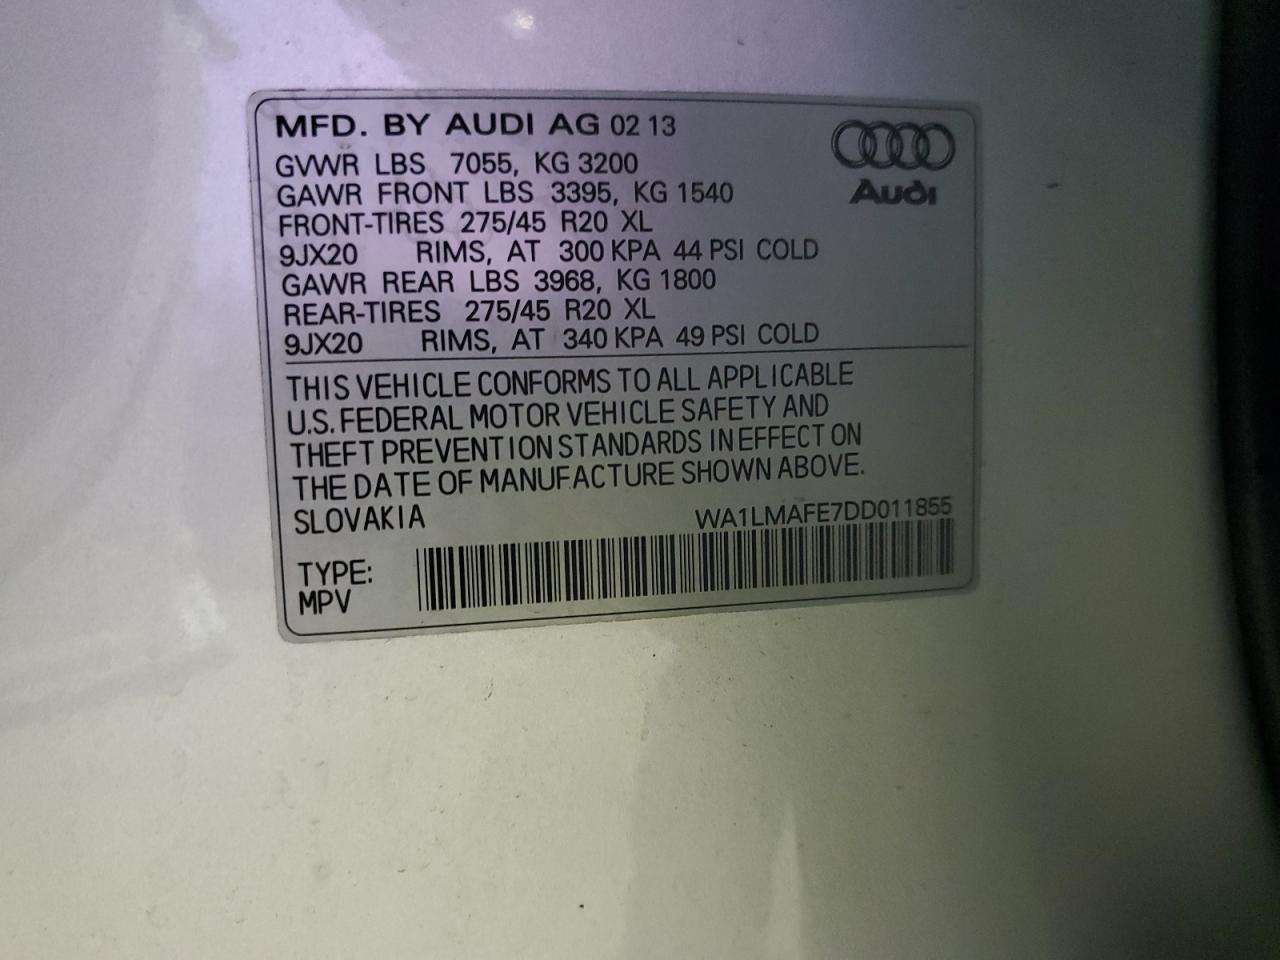 MFD. BY AUDI AG 02 13
GVWR LBS 7055, KG 3200
GAWR FRONT LBS 3395, KG 1540
FRONT-TIRES 275/45 R20 XL
9JX20 RIMS, AT 300 KPA 44 PSI COLD
GAWR REAR LBS 3968, KG 1800
REAR-TIRES 275/45 R20 XL
9JX20 RIMS, AT 340 KPA 49 PSI COLD
Audi
THIS VEHICLE CONFORMS TO ALL APPLICABLE
U.S. FEDERAL MOTOR VEHICLE SAFETY AND
THEFT PREVENTION STANDARDS IN EFFECT ON
THE DATE OF MANUFACTURE SHOWN ABOVE.
SLOVAKIA WA1LMAFE7DD011855
TYPE:
MPV